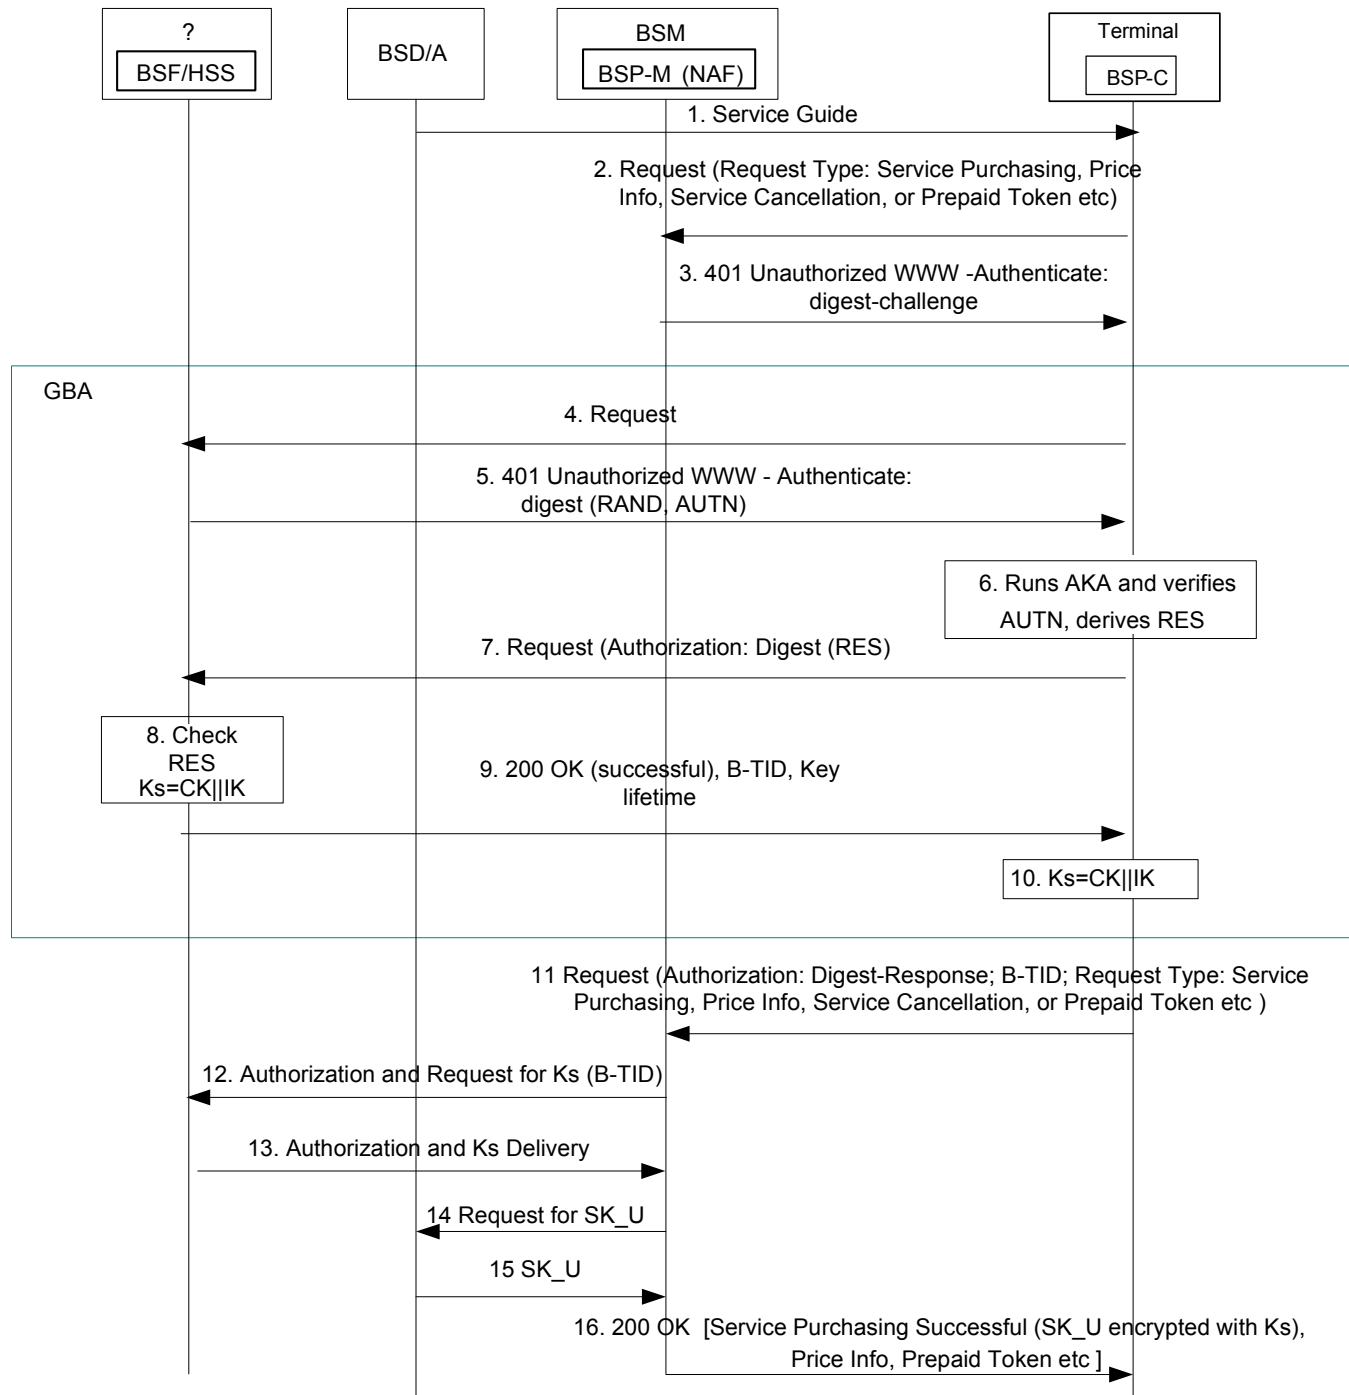 ?
BSF/HSS
BSD/A
BSM
BSP-M (NAF)
Terminal
BSP-C
1. Service Guide
2. Request (Request Type: Service Purchasing, Price
Info, Service Cancellation, or Prepaid Token etc)
3. 401 Unauthorized WWW -Authenticate:
digest-challenge
GBA
4. Request
5. 401 Unauthorized WWW - Authenticate:
digest (RAND, AUTN)
6. Runs AKA and verifies
AUTN, derives RES
7. Request (Authorization: Digest (RES)
8. Check
RES
Ks=CK||IK
9. 200 OK (successful), B-TID, Key
lifetime
10. Ks=CK||IK
11 Request (Authorization: Digest-Response; B-TID; Request Type: Service
Purchasing, Price Info, Service Cancellation, or Prepaid Token etc )
12. Authorization and Request for Ks (B-TID)
13. Authorization and Ks Delivery
14 Request for SK_U
15 SK_U
16. 200 OK [Service Purchasing Successful (SK_U encrypted with Ks),
Price Info, Prepaid Token etc ]